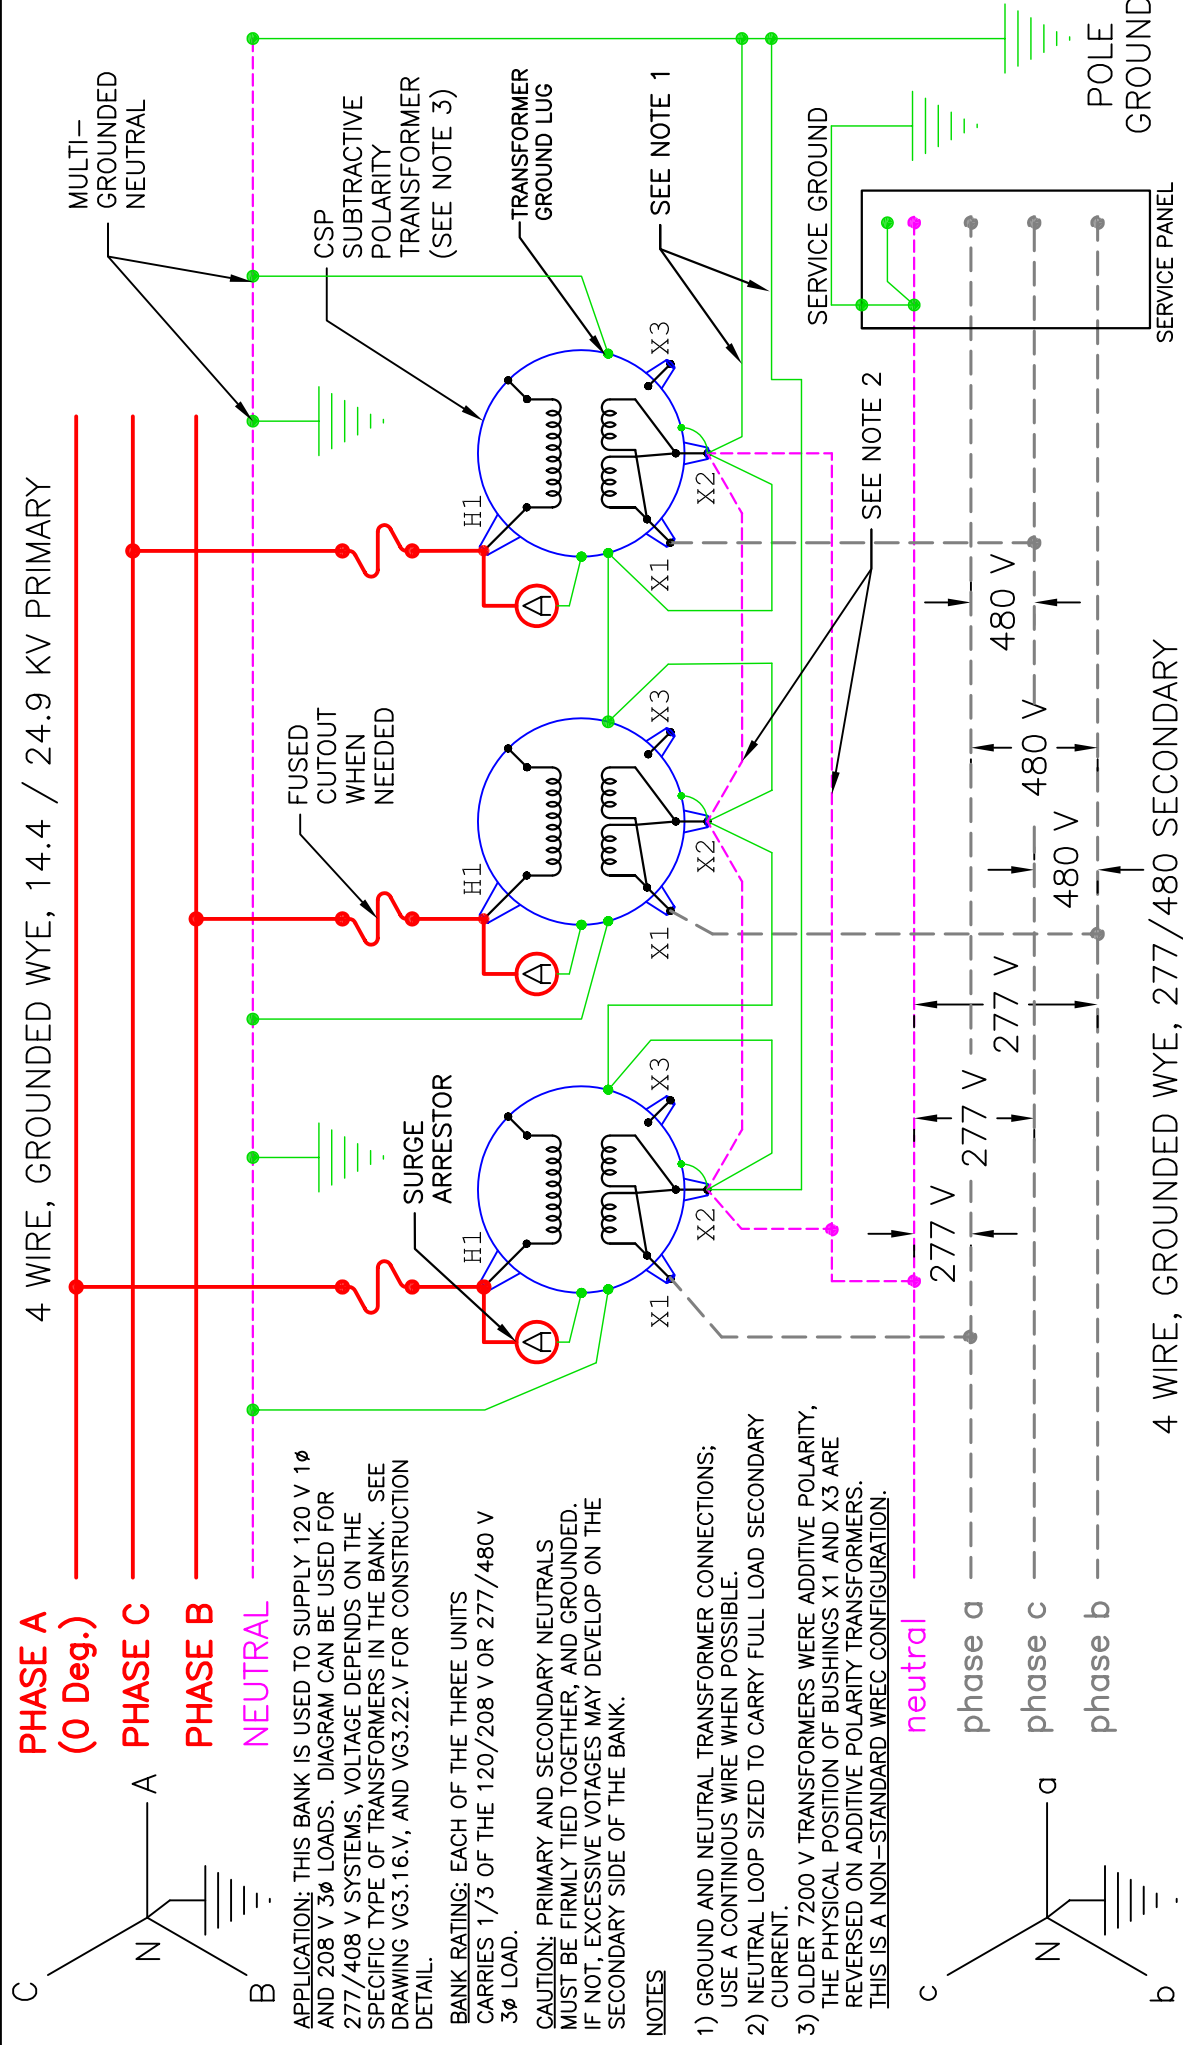 4 WIRE, GROUNDED WYE, 14.4 / 24.9 KV PRIMARY
PHASE A
(0 Deg.)
PHASE C
PHASE B
NEUTRAL
C
A
N
B
MULTI-
GROUNDED
NEUTRAL
FUSED
CUTOUT
WHEN
NEEDED
CSP
SUBTRACTIVE
POLARITY
TRANSFORMER
(SEE NOTE 3)
SURGE
ARRESTOR
TRANSFORMER
GROUND LUG
SEE NOTE 1
H1
H1
H1
A
A
A
X1
X2
X3
X1
X2
X3
X1
X2
X3
SEE NOTE 2
SERVICE GROUND
POLE
GROUND
SERVICE PANEL
APPLICATION: THIS BANK IS USED TO SUPPLY 120 V 1ø
AND 208 V 3ø LOADS. DIAGRAM CAN BE USED FOR
277/408 V SYSTEMS, VOLTAGE DEPENDS ON THE
SPECIFIC TYPE OF TRANSFORMERS IN THE BANK. SEE
DRAWING VG3.16.V, AND VG3.22.V FOR CONSTRUCTION
DETAIL.
BANK RATING: EACH OF THE THREE UNITS
CARRIES 1/3 OF THE 120/208 V OR 277/480 V
3ø LOAD.
CAUTION: PRIMARY AND SECONDARY NEUTRALS
MUST BE FIRMLY TIED TOGETHER, AND GROUNDED.
IF NOT, EXCESSIVE VOTAGES MAY DEVELOP ON THE
SECONDARY SIDE OF THE BANK.
NOTES
1) GROUND AND NEUTRAL TRANSFORMER CONNECTIONS;
USE A CONTINIOUS WIRE WHEN POSSIBLE.
2) NEUTRAL LOOP SIZED TO CARRY FULL LOAD SECONDARY
CURRENT.
3) OLDER 7200 V TRANSFORMERS WERE ADDITIVE POLARITY,
THE PHYSICAL POSITION OF BUSHINGS X1 AND X3 ARE
REVERSED ON ADDITIVE POLARITY TRANSFORMERS.
THIS IS A NON-STANDARD WREC CONFIGURATION.
neutral
phase a
phase c
phase b
c
a
N
b
277 V
277 V
277 V
480 V
480 V
480 V
4 WIRE, GROUNDED WYE, 277/480 SECONDARY